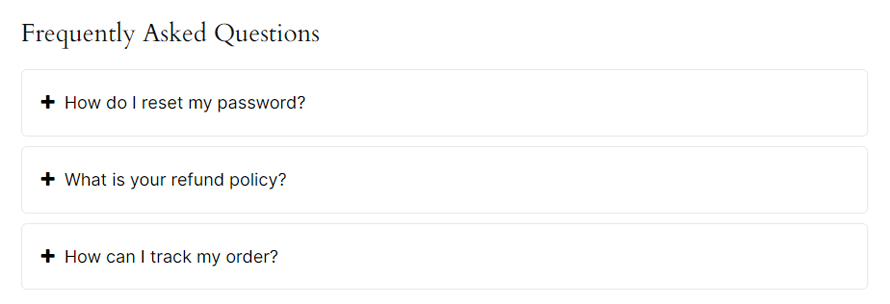 Frequently Asked Questions
How do I reset my password?
What is your refund policy?
How can I track my order?